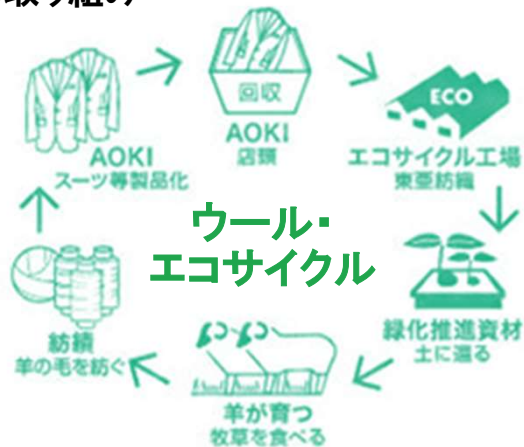 取り組み
回収
AOKI
店頭
ECO
エコサイクル工場
東亜紡織
緑化推進資材
土に還る
羊が育つ
牧草を食べる
紡績
羊の毛を紡ぐ
AOKI
スーツ等製品化
ウール・
エコサイクル